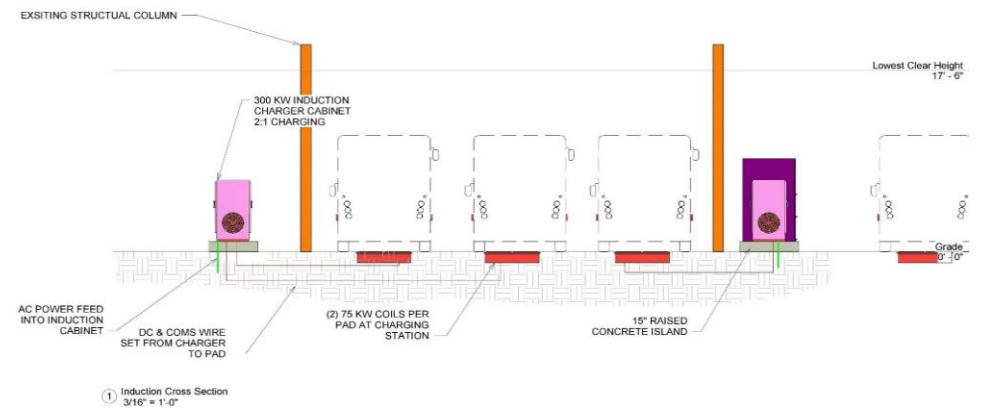 EXSITING STRUCTUAL COLUMN
Lowest Clear Height
17' - 6"
300 KW INDUCTION
CHARGER CABINET
2:1 CHARGING
Grade
0' - 0"
AC POWER FEED
INTO INDUCTION
CABINET
DC & COMS WIRE
SET FROM CHARGER
TO PAD
(2) 75 KW COILS PER
PAD AT CHARGING
STATION
15" RAISED
CONCRETE ISLAND
1 Induction Cross Section
3/16" = 1'-0"